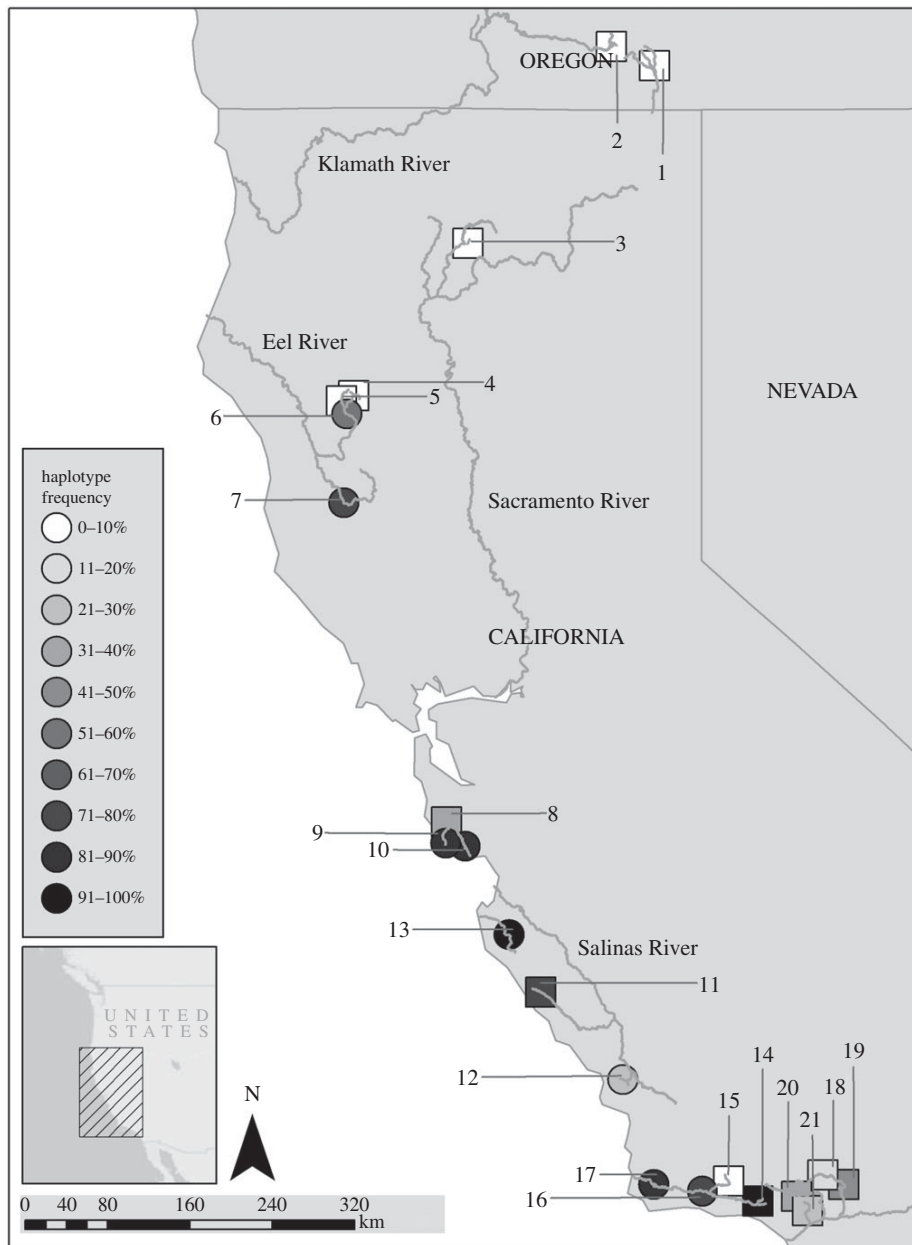 OREGON
2
1
Klamath River
3
Eel River
4
5
6
NEVADA
haplotype
frequency
0–10%
11–20%
21–30%
31–40%
41–50%
51–60%
61–70%
71–80%
81–90%
91–100%
7
Sacramento River
CALIFORNIA
8
9
10
13
Salinas River
11
12
UNITED
STATES
N
14
19
20
18
15
21
17
16
0 40 80 160 240 320
km